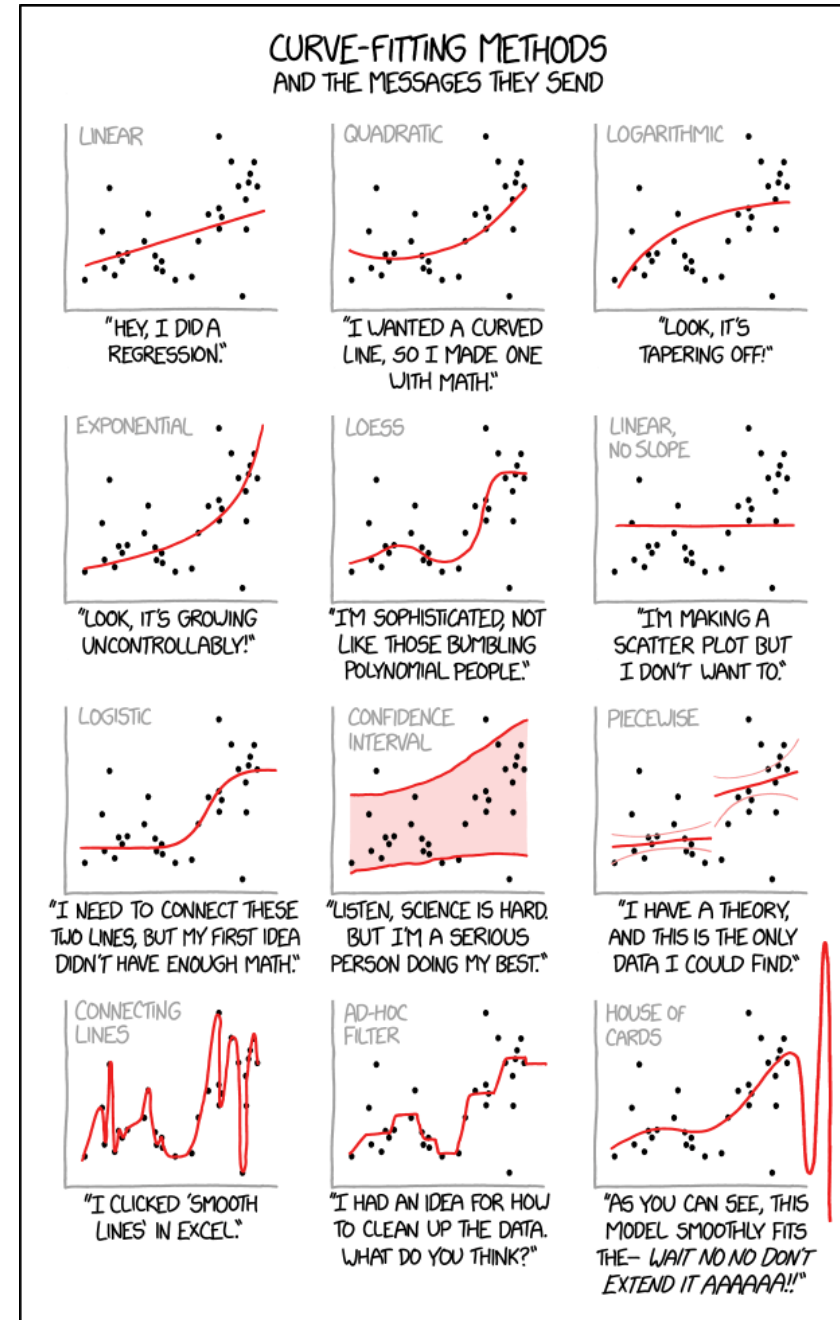 CURVE-FITTING METHODS
AND THE MESSAGES THEY SEND
LINEAR
"HEY, I DID A
REGRESSION."
QUADRATIC
"I WANTED A CURVED
LINE, SO I MADE ONE
WITH MATH."
LOGARITHMIC
"LOOK, IT'S
TAPERING OFF!"
EXPONENTIAL
"LOOK, IT'S GROWING
UNCONTROLLABLY!"
LOESS
"I'M SOPHISTICATED, NOT
LIKE THOSE BUMBLING
POLYNOMIAL PEOPLE."
LINEAR,
NO SLOPE
"I'M MAKING A
SCATTER PLOT BUT
I DON'T WANT TO."
LOGISTIC
"I NEED TO CONNECT THESE
TWO LINES, BUT MY FIRST IDEA
DIDN'T HAVE ENOUGH MATH."
CONFIDENCE
INTERVAL
"LISTEN, SCIENCE IS HARD.
BUT I'M A SERIOUS
PERSON DOING MY BEST."
PIECEWISE
"I HAVE A THEORY,
AND THIS IS THE ONLY
DATA I COULD FIND."
CONNECTING
LINES
"I CLICKED 'SMOOTH
LINES' IN EXCEL."
AD-HOC
FILTER
"I HAD AN IDEA FOR HOW
TO CLEAN UP THE DATA.
WHAT DO YOU THINK?"
HOUSE OF
CARDS
"AS YOU CAN SEE, THIS
MODEL SMOOTHLY FITS
THE- WAIT NO NO DON'T
EXTEND IT AAAAAA!!"